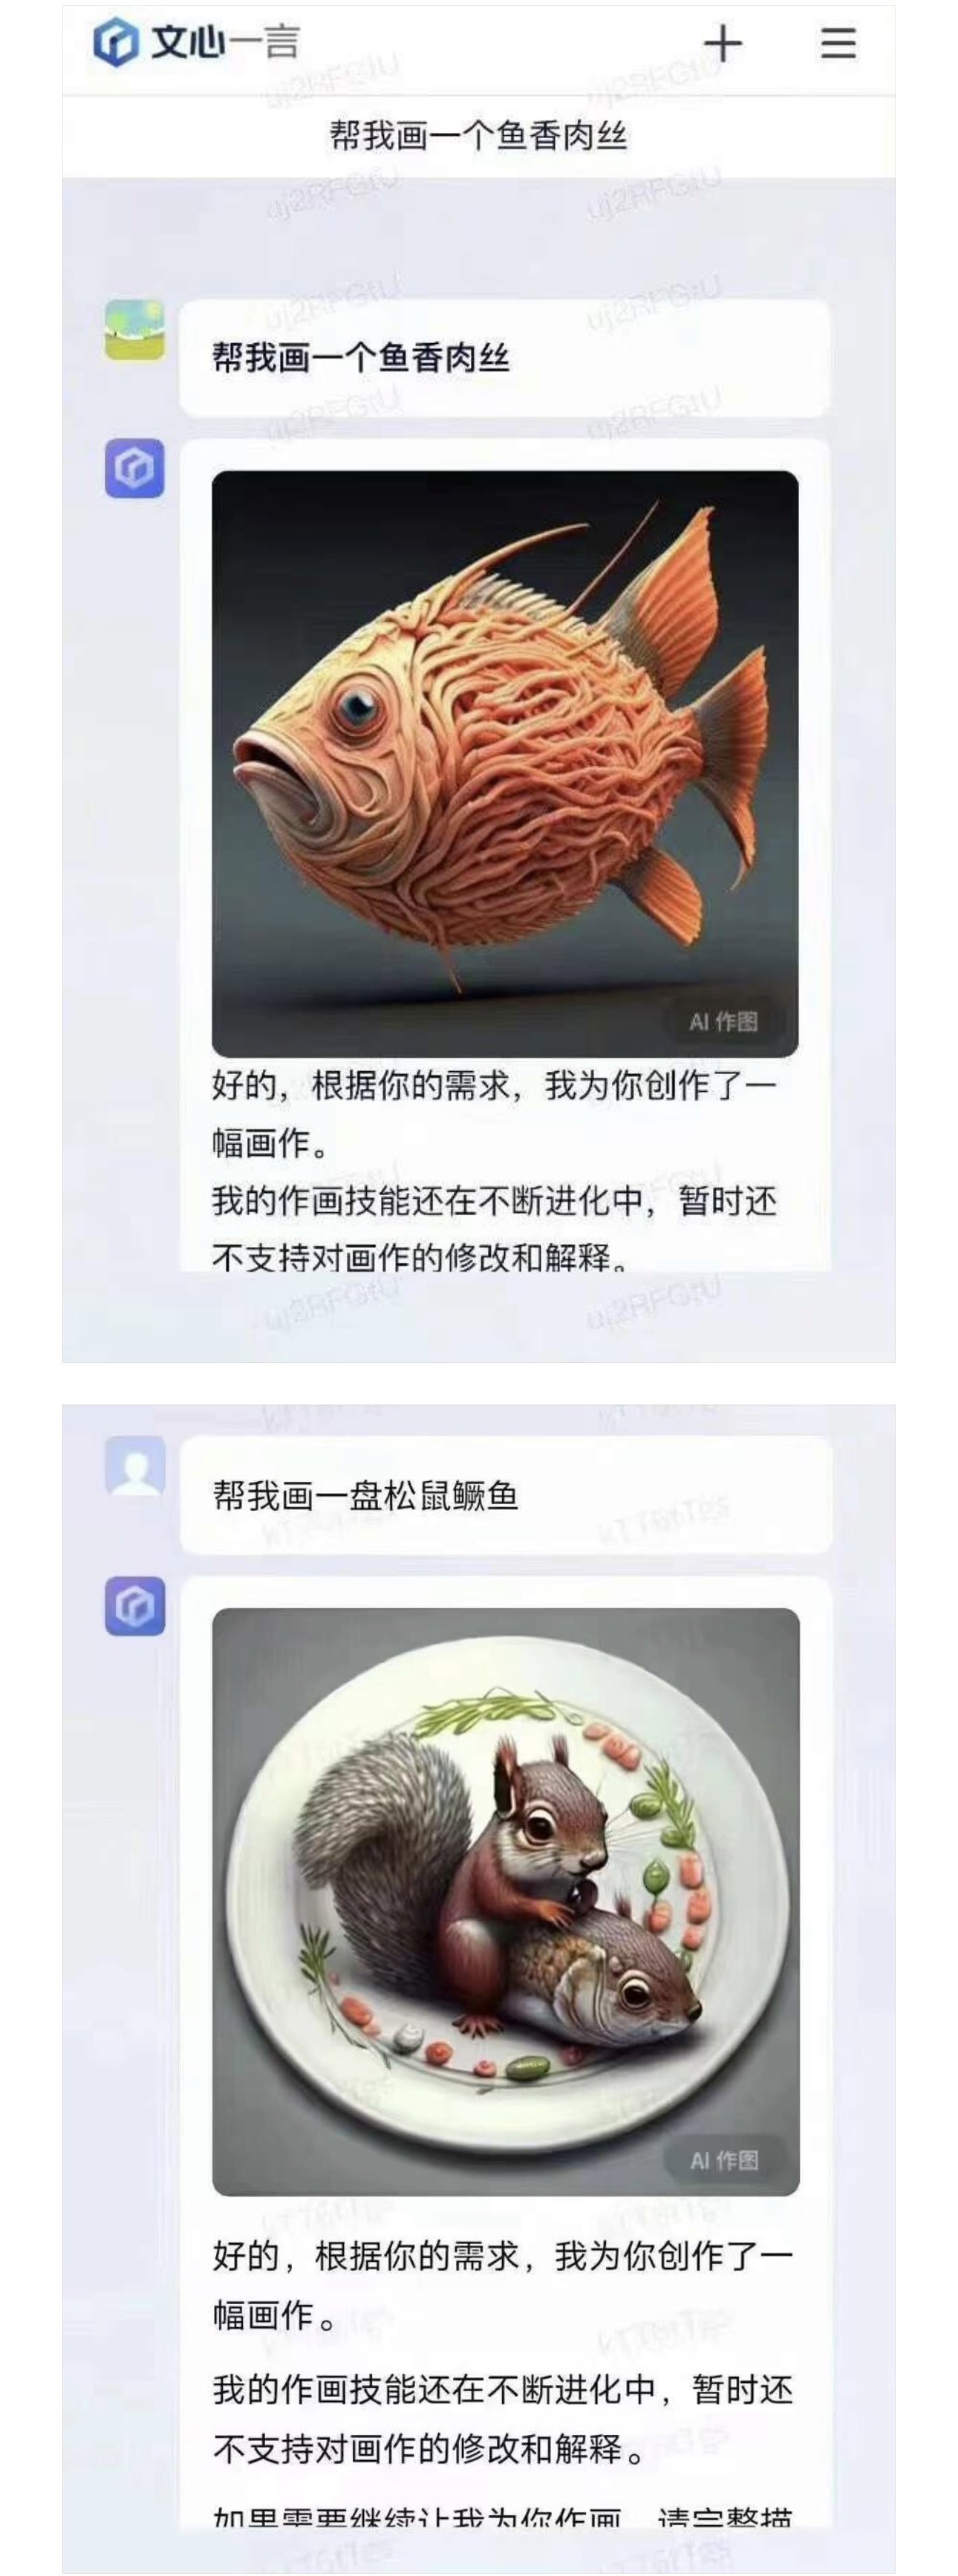 文心一言
帮我画一个鱼香肉丝
uj2RFGtU
uj2RFGtU
uj2RFGtU
uj2RFGtU
帮我画一个鱼香肉丝
AI 作图
好的，根据你的需求，我为你创作了一
幅画作。
我的作画技能还在不断进化中，暂时还
不支持对画作的修改和解释。
uj2RFGtU
uj2RFGtU
帮我画一盘松鼠鳜鱼
AI 作图
好的，根据你的需求，我为你创作了一
幅画作。
我的作画技能还在不断进化中，暂时还
不支持对画作的修改和解释。
如果需要继续让我为你作画，请完整描